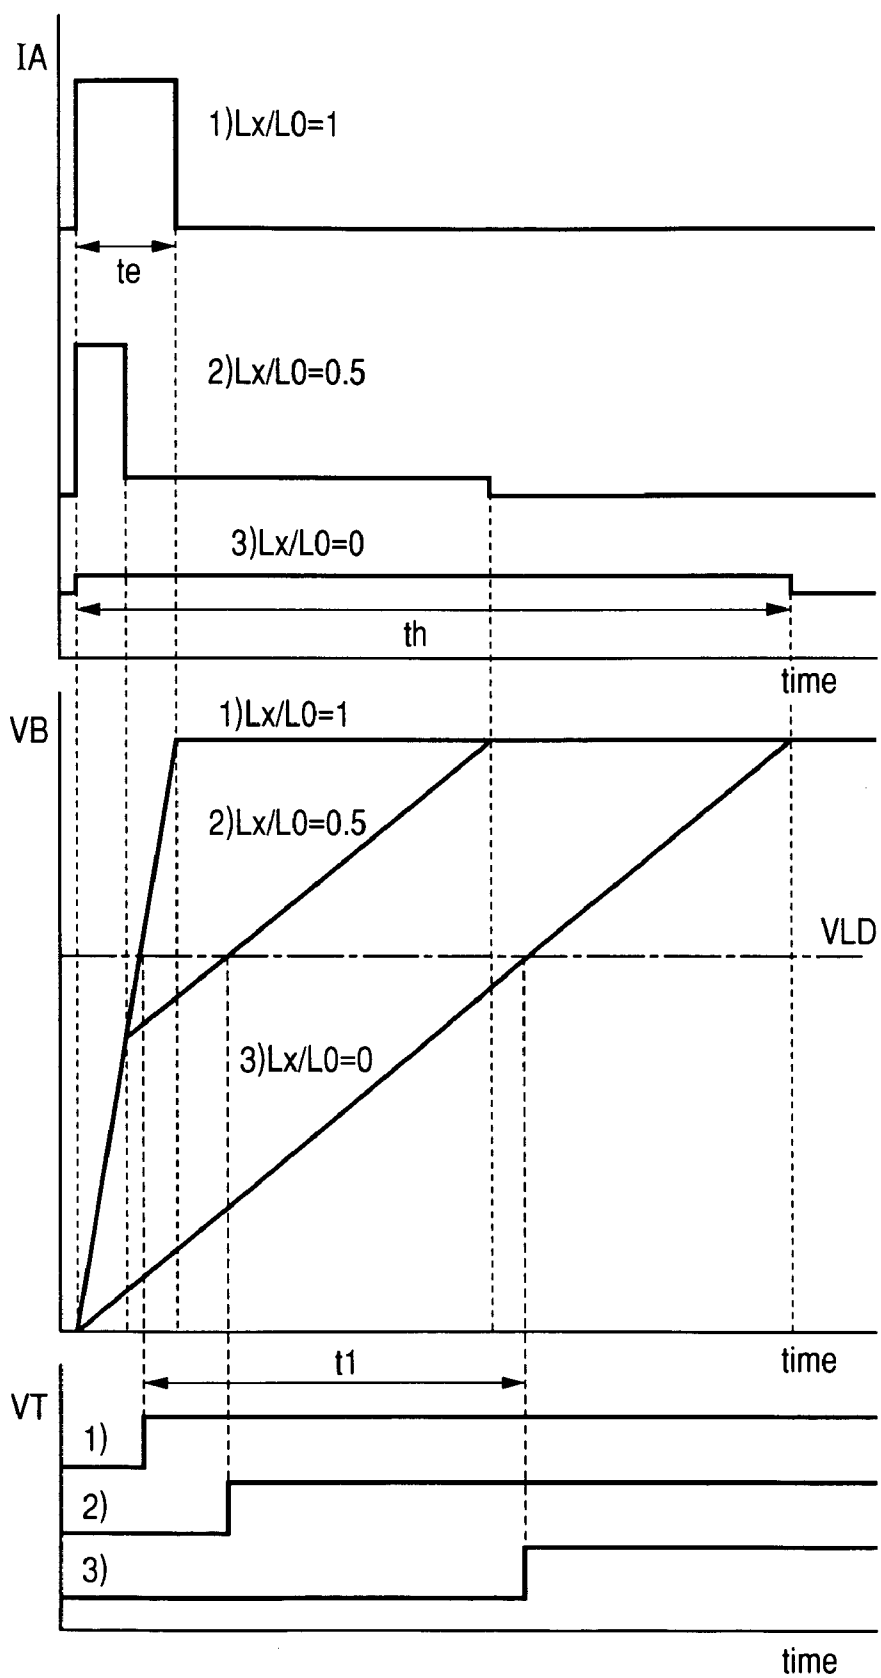 IA
1)Lx/L0=1
te
2)Lx/L0=0.5
3)Lx/L0=0
th
time
VB
1)Lx/L0=1
2)Lx/L0=0.5
VLD
3)Lx/L0=0
time
t1
VT
1)
2)
3)
time